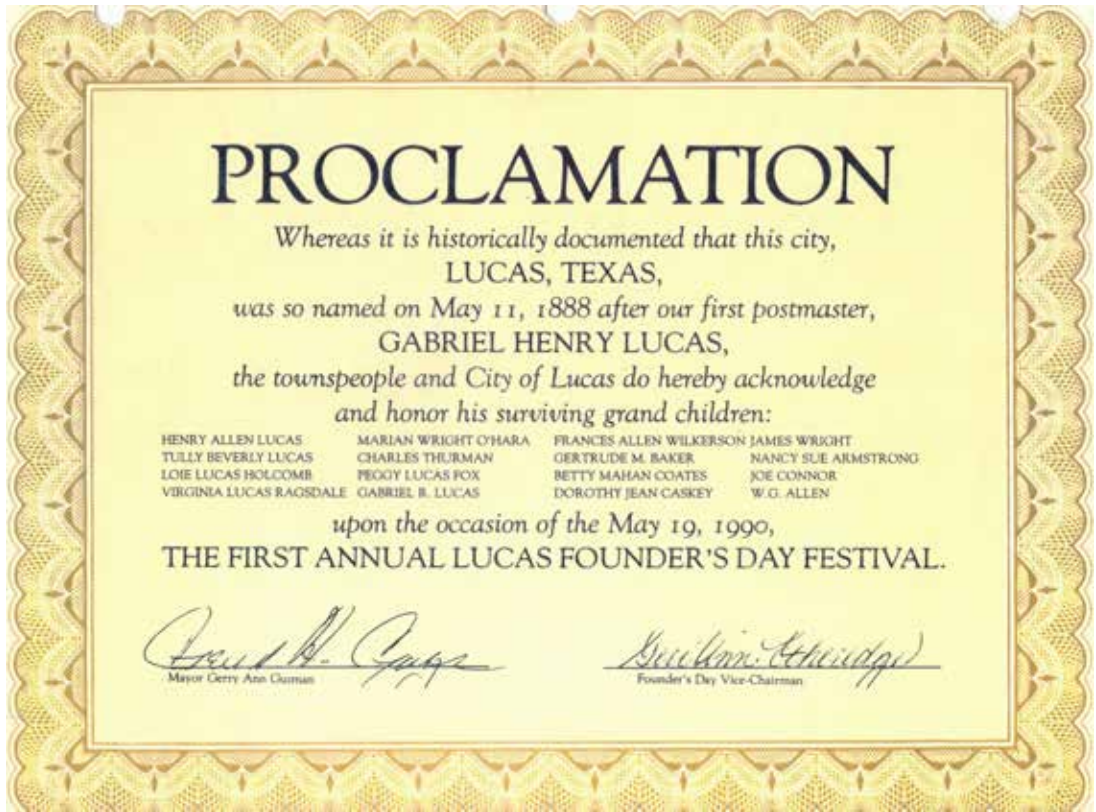 PROCLAMATION
Whereas it is historically documented that this city,
LUCAS, TEXAS,
was so named on May 11, 1888 after our first postmaster,
GABRIEL HENRY LUCAS,
the townspeople and City of Lucas do hereby acknowledge
and honor his surviving grand children:
HENRY ALLEN LUCAS MARIAN WRIGHT O'HARA FRANCES ALLEN WILKERSON JAMES WRIGHT
TULLY BEVERLY LUCAS CHARLES THURMAN GERTRUDE M. BAKER NANCY SUE ARMSTRONG
LOIE LUCAS HOLCOMB PEGGY LUCAS FOX BETTY MAHAN COATES JOE CONNOR
VIRGINIA LUCAS RAGSDALE GABRIEL B. LUCAS DOROTHY JEAN CASKEY W.G. ALLEN
upon the occasion of the May 19, 1990,
THE FIRST ANNUAL LUCAS FOUNDER'S DAY FESTIVAL.
Etheredge
Mayor Gerry Ann Founder's Day Vice-Chairman